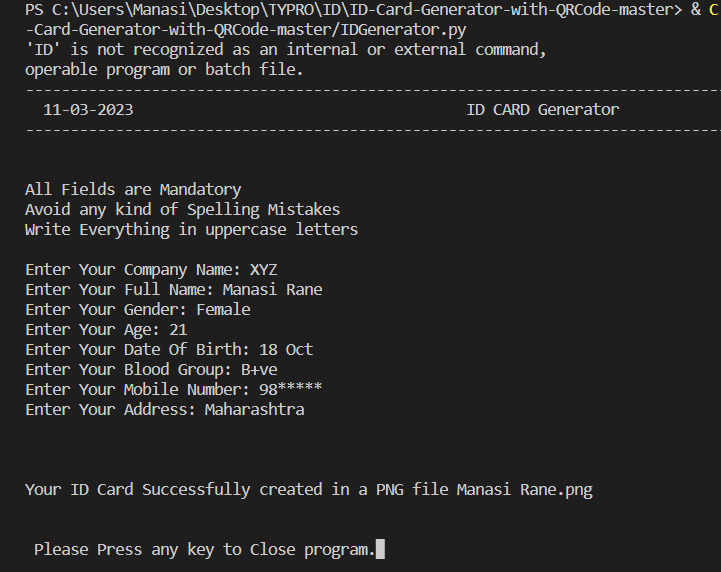 PS C:\Users\Manasi\Desktop\TYPRO\ID\ID-Card-Generator-with-QRCode-master> & C
-Card-Generator-with-QRCode-master/IDGenerator.py
'ID' is not recognized as an internal or external command,
operable program or batch file.
--------------------------------------------------------------------------------
11-03-2023 ID CARD Generator
--------------------------------------------------------------------------------
All Fields are Mandatory
Avoid any kind of Spelling Mistakes
Write Everything in uppercase letters
Enter Your Company Name: XYZ
Enter Your Full Name: Manasi Rane
Enter Your Gender: Female
Enter Your Age: 21
Enter Your Date Of Birth: 18 Oct
Enter Your Blood Group: B+ve
Enter Your Mobile Number: 98*****
Enter Your Address: Maharashtra
Your ID Card Successfully created in a PNG file Manasi Rane.png
Please Press any key to Close program.